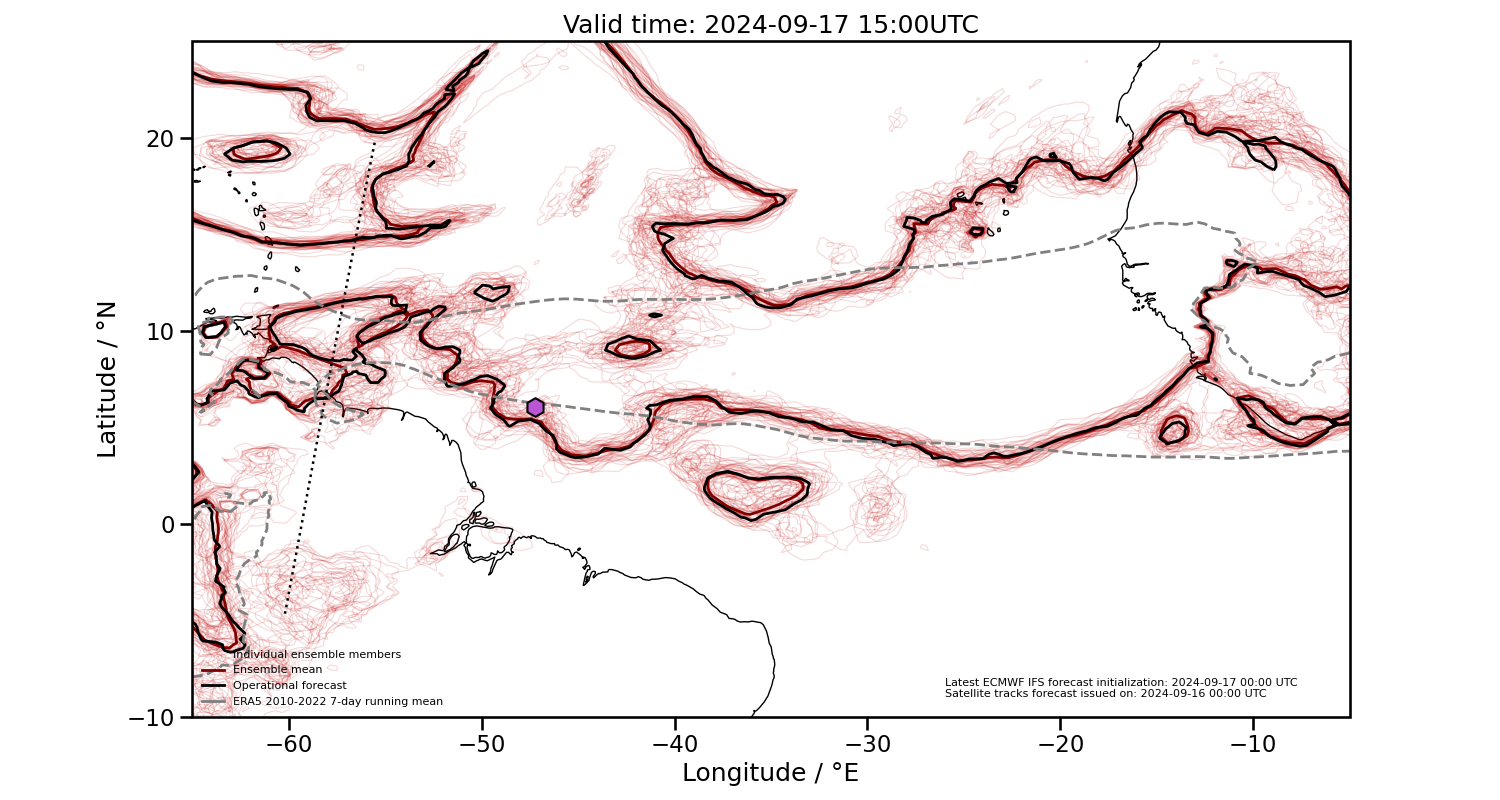 Valid time: 2024-09-17 15:00UTC
Latitude / °N
20
10
0
−10
Individual ensemble members
Ensemble mean
Operational forecast
ERA5 2010-2022 7-day running mean
Latest ECMWF IFS forecast initialization: 2024-09-17 00:00 UTC
Satellite tracks forecast issued on: 2024-09-16 00:00 UTC
−60
−50
−40
−30
−20
−10
Longitude / °E